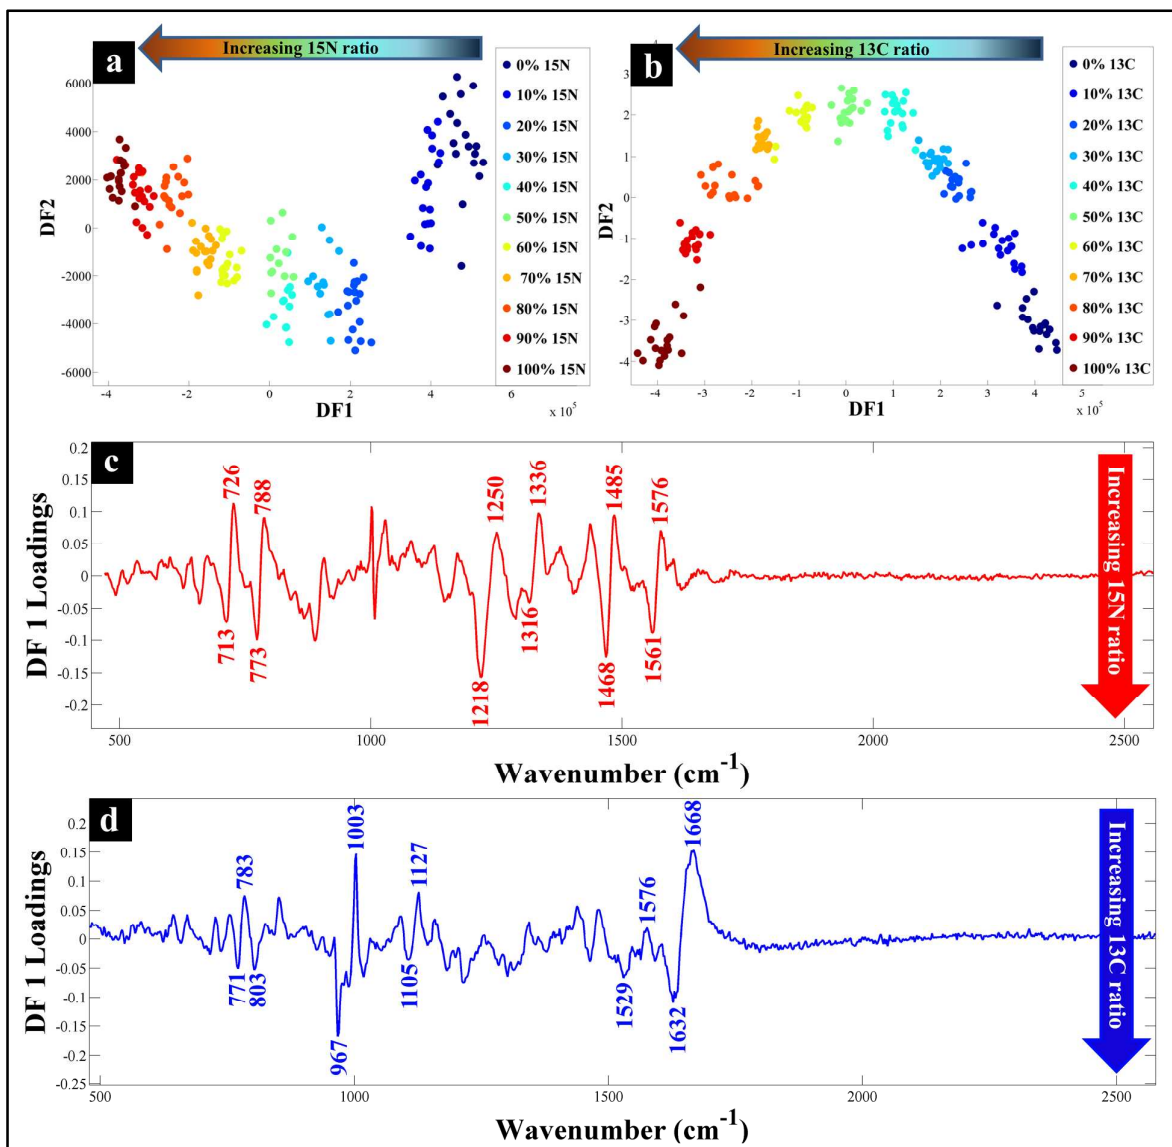 a
Increasing 15N ratio
6000
4000
2000
0
-2000
-4000
-6000
DF2
-4
-2
0
2
4
6
x 10⁵
DF1
0% 15N
10% 15N
20% 15N
30% 15N
40% 15N
50% 15N
60% 15N
70% 15N
80% 15N
90% 15N
100% 15N
b
Increasing 13C ratio
-4
3
2
1
0
-1
-2
-3
-4
DF2
-4
-3
-2
-1
0
1
2
3
4
5
x 10⁵
DF1
0% 13C
10% 13C
20% 13C
30% 13C
40% 13C
50% 13C
60% 13C
70% 13C
80% 13C
90% 13C
100% 13C
c
0.2
0.15
0.1
0.05
0
-0.05
-0.1
-0.15
-0.2
DF 1 Loadings
726
788
1250
1336
1485
1576
713
773
1218
1316
1468
1561
Increasing 15N ratio
500
1000
1500
2000
2500
Wavenumber (cm-1)
d
0.2
0.15
0.1
0.05
0
-0.05
-0.1
-0.15
-0.2
-0.25
DF 1 Loadings
783
1003
1127
1576
1668
771
803
967
1105
1529
1632
Increasing 13C ratio
500
1000
1500
2000
2500
Wavenumber (cm-1)